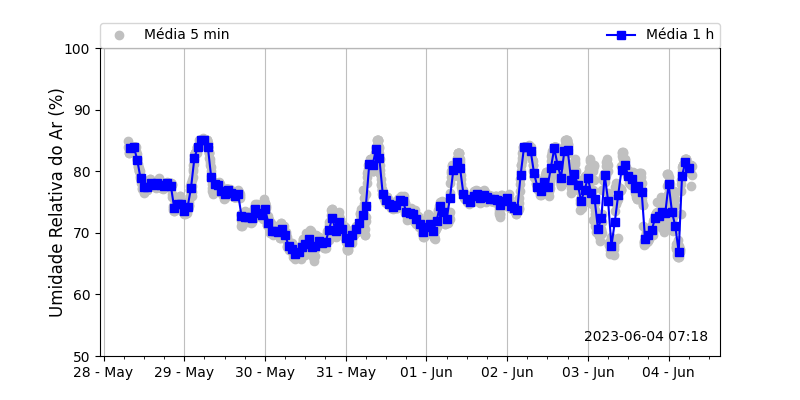 Média 5 min
Média 1 h
100
90
80
70
60
50
Umidade Relativa do Ar (%)
2023-06-04 07:18
28 - May
29 - May
30 - May
31 - May
01 - Jun
02 - Jun
03 - Jun
04 - Jun